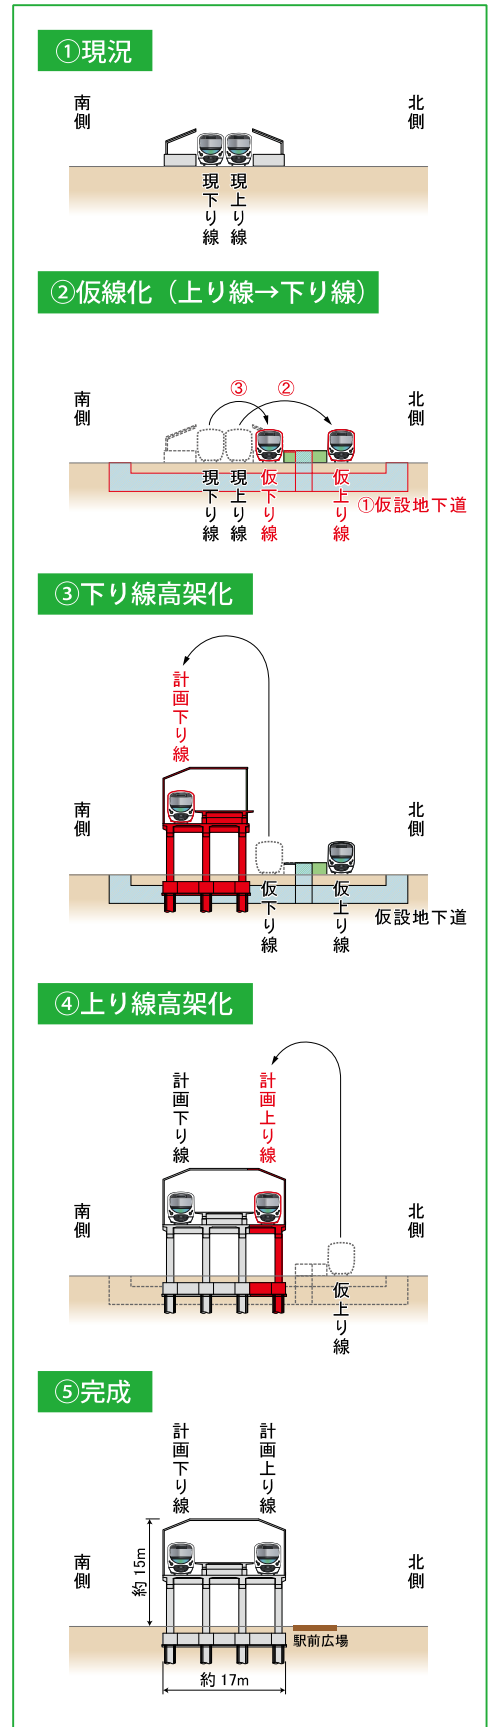 ①現況
南側
北側
現下り線
現上り線
②仮線化（上り線→下り線）
③
②
南側
北側
現下り線
現上り線
仮下り線
仮上り線
①仮設地下道
③下り線高架化
計画下り線
南側
北側
仮下り線
仮上り線
仮設地下道
④上り線高架化
計画下り線
計画上り線
南側
北側
仮上り線
⑤完成
計画下り線
計画上り線
約15m
南側
北側
駅前広場
約17m